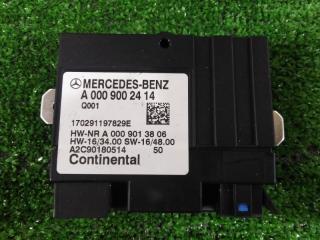 MERCEDES-BENZ
A 000 900 24 14
Q001
170291197829E
HW-NR A 000 901 38 06
HW-16/34.00 SW-16/48.00
A2C90180514 50
Continental